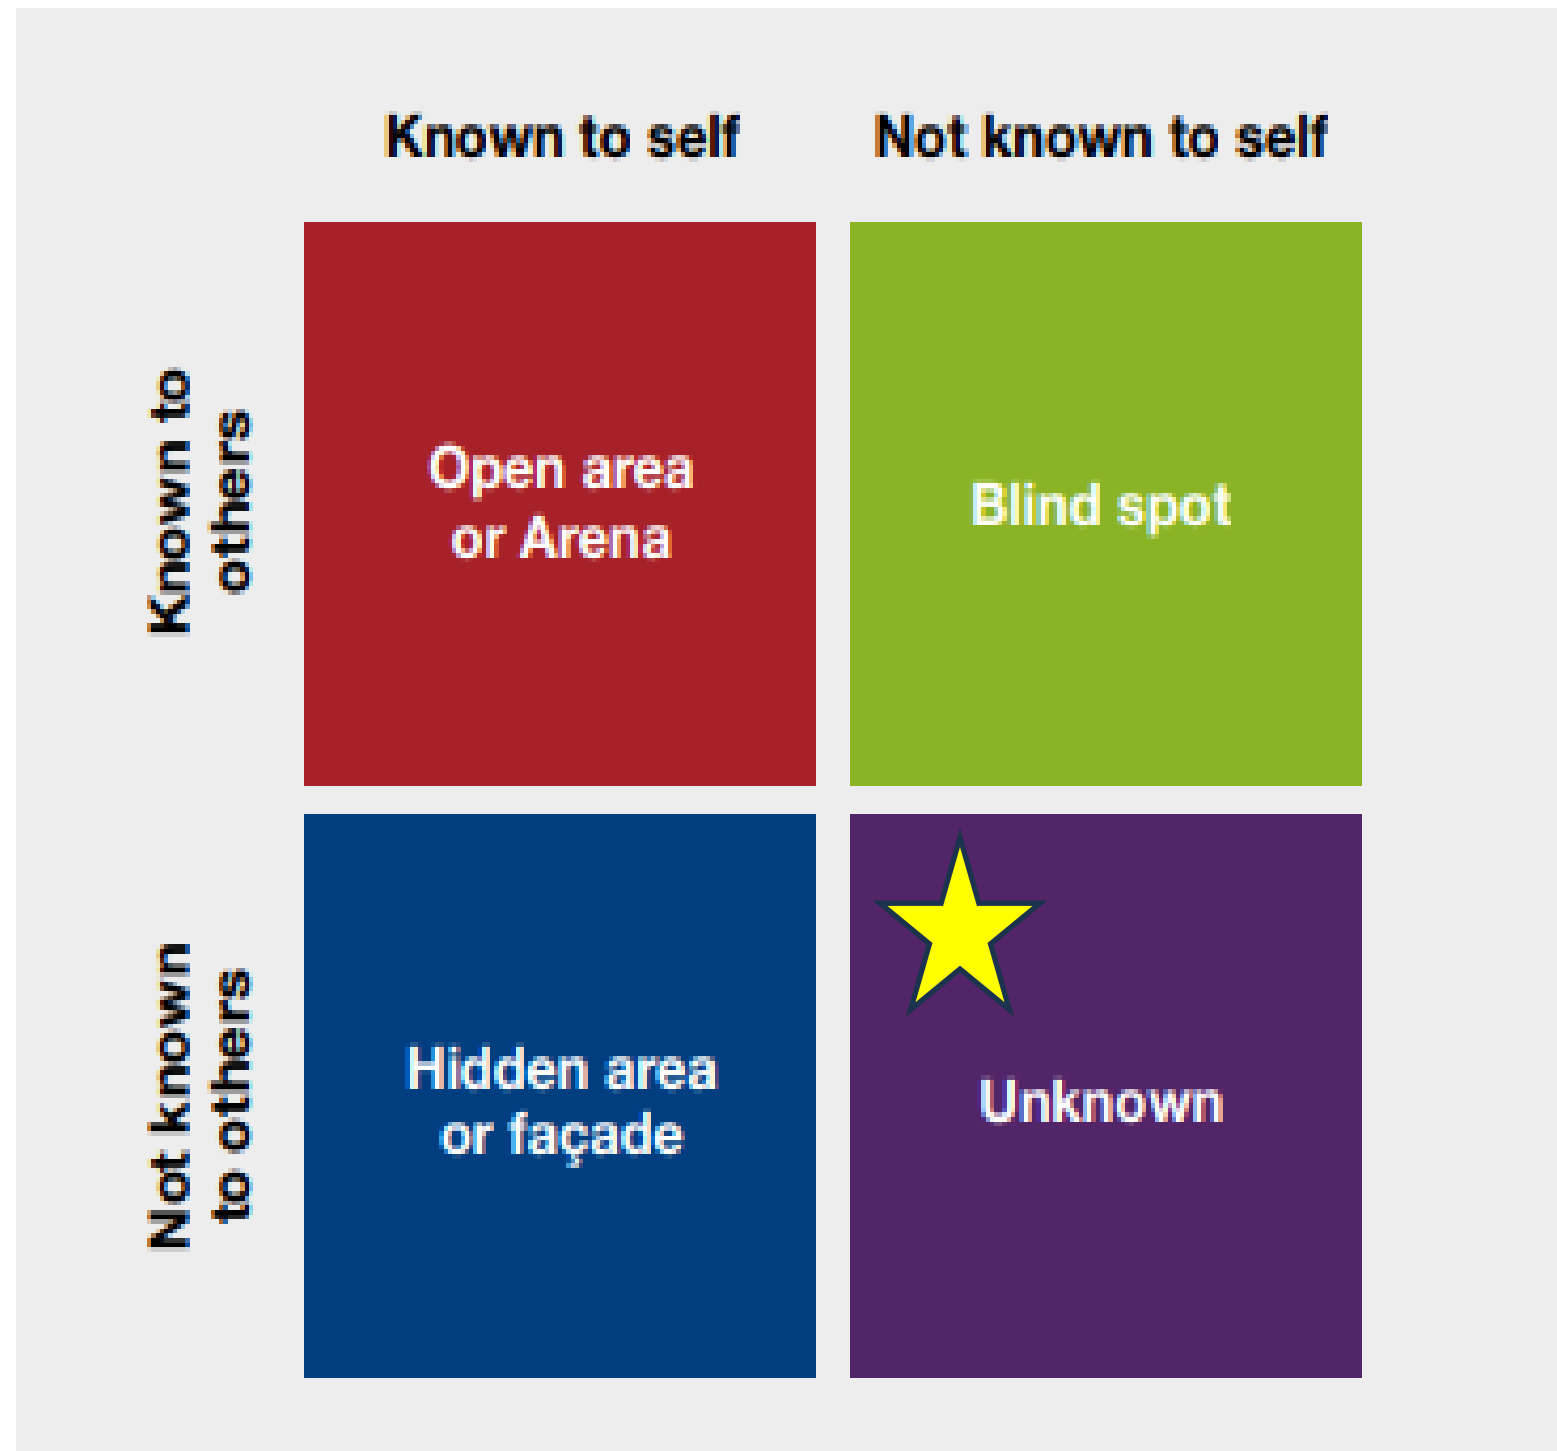 Known to self
Not known to self
Known to
others
Open area
or Arena
Blind spot
Not known
to others
Hidden area
or façade
Unknown